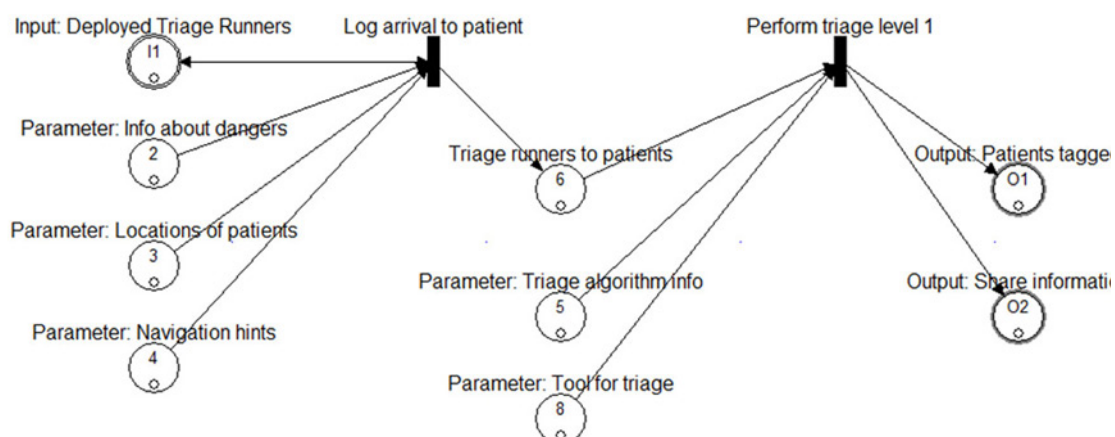 Input: Deployed Triage Runners
I1
Log arrival to patient
Perform triage level 1
Parameter: Info about dangers
2
Triage runners to patients
6
Output: Patients tagged
O1
Parameter: Locations of patients
3
Parameter: Triage algorithm info
5
Output: Share informati
O2
Parameter: Navigation hints
4
Parameter: Tool for triage
8